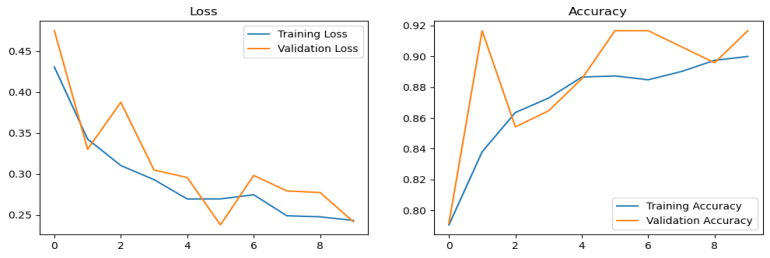 Loss
Training Loss
Validation Loss
0.45
0.40
0.35
0.30
0.25
0 2 4 6 8
Accuracy
0.92
0.90
0.88
0.86
0.84
0.82
0.80
Training Accuracy
Validation Accuracy
0 2 4 6 8